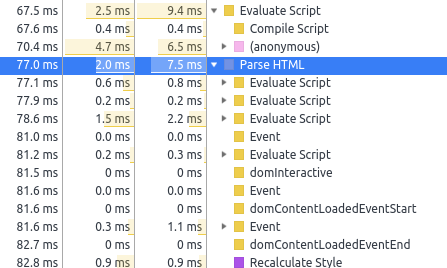 67.5 ms 2.5 ms 9.4 ms Evaluate Script
67.6 ms 0.4 ms 0.4 ms Compile Script
70.4 ms 4.7 ms 6.5 ms (anonymous)
77.0 ms 2.0 ms 7.5 ms Parse HTML
77.1 ms 0.6 ms 0.8 ms Evaluate Script
77.9 ms 0.2 ms 0.2 ms Evaluate Script
78.6 ms 1.5 ms 2.2 ms Evaluate Script
81.0 ms 0.0 ms 0.0 ms Event
81.2 ms 0.2 ms 0.3 ms Evaluate Script
81.5 ms 0 ms 0 ms domInteractive
81.6 ms 0.0 ms 0.0 ms Event
81.6 ms 0 ms 0 ms domContentLoadedEventStart
81.6 ms 0.3 ms 1.1 ms Event
82.7 ms 0 ms 0 ms domContentLoadedEventEnd
82.8 ms 0.9 ms 0.9 ms Recalculate Style